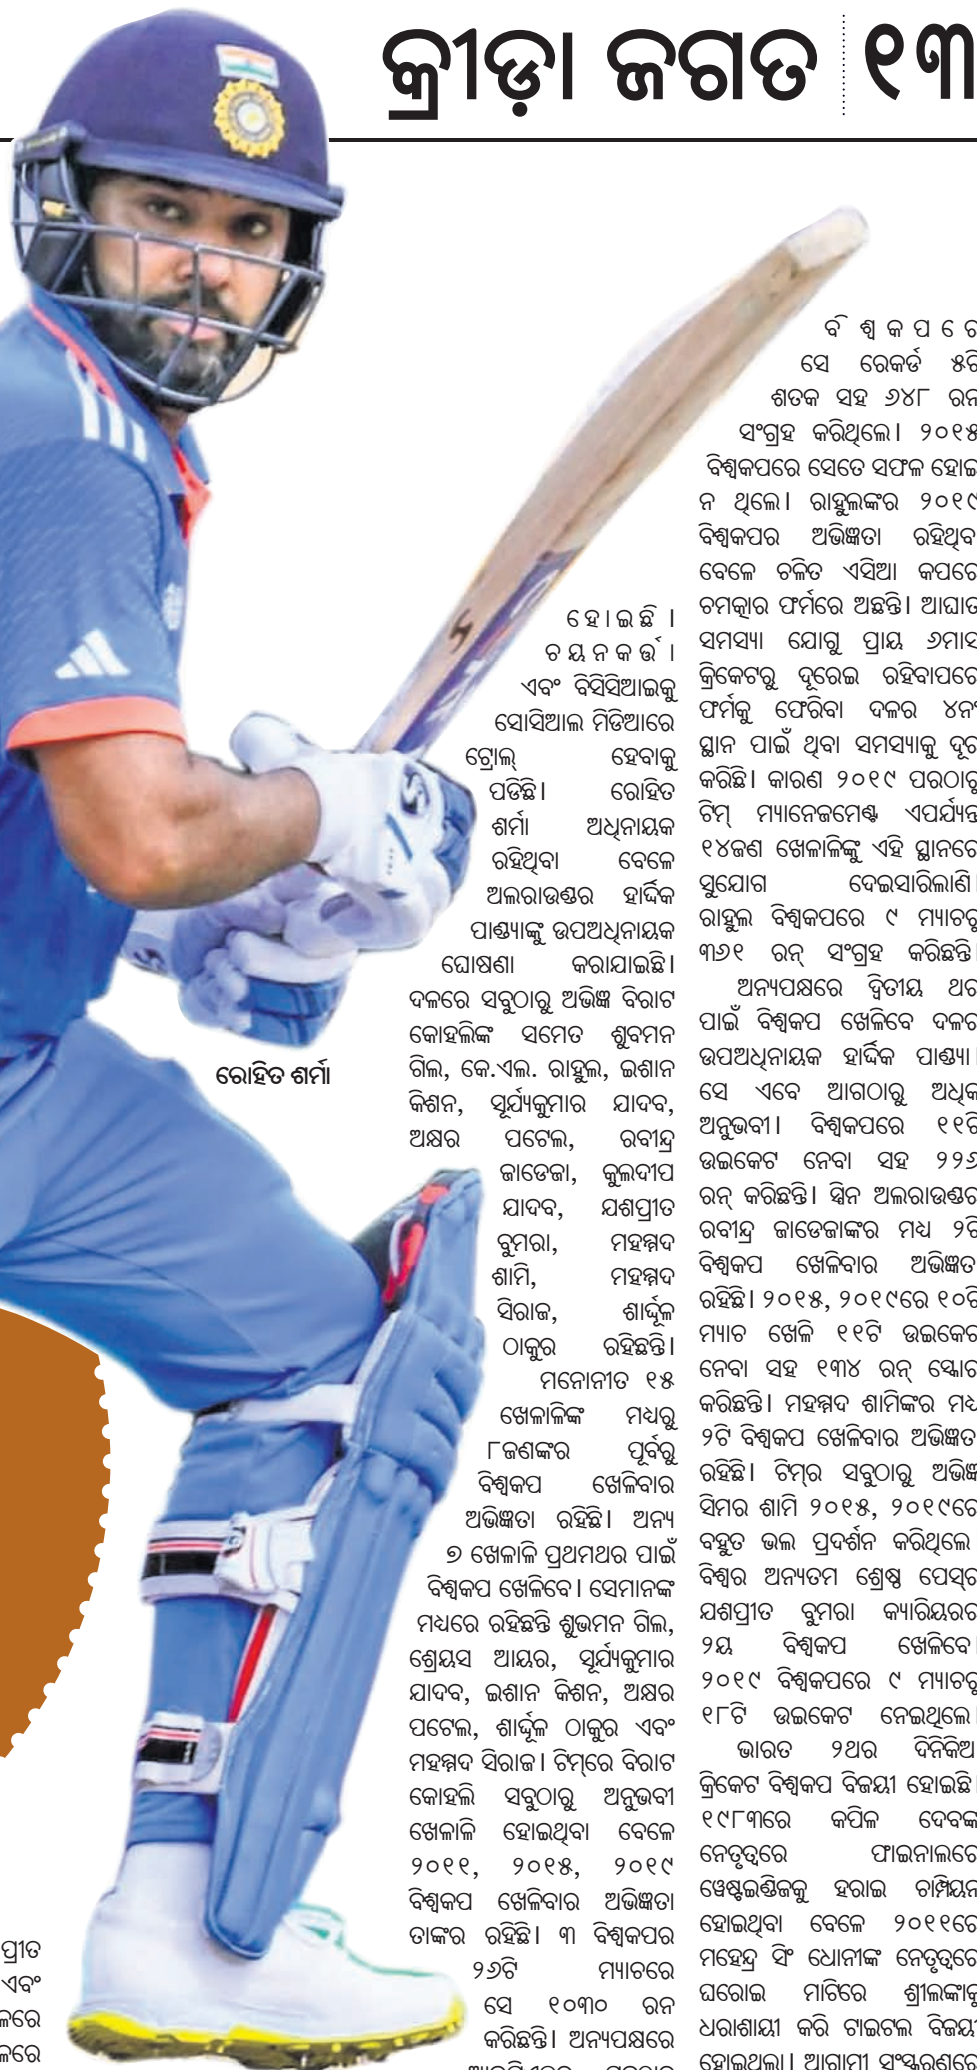 କ୍ରୀଡ଼ା ଜଗତ ୧୩
ହୋଇଛି ।
ଚୟନକର୍ତ୍ତା
ଏବଂ ବିସିସିଆଇକୁ
ସୋସିଆଲ ମିଡିଆରେ
ଟ୍ରୋଲ୍ ହେବାକୁ
ପଡିଛି। ରୋହିତ
ଶର୍ମା ଅଧିନାୟକ
ରହିଥିବା ବେଳେ
ଅଲରାଉଣ୍ଡର ହାର୍ଦ୍ଦିକ
ପାଣ୍ଡ୍ୟାଙ୍କୁ ଉପଅଧିନାୟକ
ଘୋଷଣା କରାଯାଇଛି।
ଦଳରେ ସବୁଠାରୁ ଅଭିଜ୍ଞ ବିରାଟ
କୋହଲିଙ୍କ ସମେତ ଶୁବମନ
ଗିଲ, କେ.ଏଲ. ରାହୁଲ, ଇଶାନ
କିଶନ, ସୂର୍ଯ୍ୟକୁମାର ଯାଦବ,
ଅକ୍ଷର ପଟେଲ, ରବୀନ୍ଦ୍ର
ଜାଡେଜା, କୁଲଦୀପ
ଯାଦବ, ଯଶପ୍ରୀତ
ବୁମରା, ମହମ୍ମଦ
ଶାମି, ମହମ୍ମଦ
ସିରାଜ, ଶାର୍ଦ୍ଦୂଳ
ଠାକୁର ରହିଛନ୍ତି।
ମନୋନୀତ ୧୫
ଖେଳାଳିଙ୍କ ମଧ୍ୟରୁ
୮ଜଣଙ୍କର ପୂର୍ବରୁ
ବିଶ୍ୱକପ ଖେଳିବାର
ଅଭିଜ୍ଞତା ରହିଛି। ଅନ୍ୟ
୭ ଖେଳାଳି ପ୍ରଥମଥର ପାଇଁ
ବିଶ୍ୱକପ ଖେଳିବେ। ସେମାନଙ୍କ
ମଧ୍ୟରେ ରହିଛନ୍ତି ଶୁଭମନ ଗିଲ,
ଶ୍ରେୟସ ଆୟର, ସୂର୍ଯ୍ୟକୁମାର
ଯାଦବ, ଇଶାନ କିଶନ, ଅକ୍ଷର
ପଟେଲ, ଶାର୍ଦ୍ଦୂଳ ଠାକୁର ଏବଂ
ମହମ୍ମଦ ସିରାଜ। ଟିମ୍‌ରେ ବିରାଟ
କୋହଲି ସବୁଠାରୁ ଅନୁଭବୀ
ଖେଳାଳି ହୋଇଥିବା ବେଳେ
୨୦୧୧, ୨୦୧୫, ୨୦୧୯
ବିଶ୍ୱକପ ଖେଳିବାର ଅଭିଜ୍ଞତା
ତାଙ୍କର ରହିଛି। ୩ ବିଶ୍ୱକପର
୨୬ଟି ମ୍ୟାଚରେ
ସେ ୧୦୩୦ ରନ
କରିଛନ୍ତି। ଅନ୍ୟପକ୍ଷରେ
ରୋହିତ ଶର୍ମା
ବିଶ୍ୱକପରେ
ସେ ରେକର୍ଡ ୫ଟି
ଶତକ ସହ ୬୪୮ ରନ
ସଂଗ୍ରହ କରିଥିଲେ। ୨୦୧୫
ବିଶ୍ୱକପରେ ସେତେ ସଫଳ ହୋଇ
ନ ଥିଲେ। ରାହୁଲଙ୍କର ୨୦୧୯
ବିଶ୍ୱକପର ଅଭିଜ୍ଞତା ରହିଥିବ
ବେଳେ ଚଳିତ ଏସିଆ କପରେ
ଚମତ୍କାର ଫର୍ମରେ ଅଛନ୍ତି। ଆଘାତ
ସମସ୍ୟା ଯୋଗୁ ପ୍ରାୟ ୬ମାସ
କ୍ରିକେଟରୁ ଦୂରେଇ ରହିବାପରେ
ଫର୍ମକୁ ଫେରିବା ଦଳର ୪ନଂ
ସ୍ଥାନ ପାଇଁ ଥିବା ସମସ୍ୟାକୁ ଦୂର
କରିଛି। କାରଣ ୨୦୧୯ ପରଠାରୁ
ଟିମ୍ ମ୍ୟାନେଜମେଣ୍ଟ ଏପର୍ଯ୍ୟନ୍ତ
୧୪ଜଣ ଖେଳାଳିଙ୍କୁ ଏହି ସ୍ଥାନରେ
ସୁଯୋଗ ଦେଇସାରିଲାଣି।
ରାହୁଲ ବିଶ୍ୱକପରେ ୯ ମ୍ୟାଚରୁ
୩୬୧ ରନ୍ ସଂଗ୍ରହ କରିଛନ୍ତି।
ଅନ୍ୟପକ୍ଷରେ ଦ୍ୱିତୀୟ ଥର
ପାଇଁ ବିଶ୍ୱକପ ଖେଳିବେ ଦଳର
ଉପଅଧିନାୟକ ହାର୍ଦ୍ଦିକ ପାଣ୍ଡ୍ୟା।
ସେ ଏବେ ଆଗଠାରୁ ଅଧିକ
ଅନୁଭବୀ। ବିଶ୍ୱକପରେ ୧୧ଟି
ଉଇକେଟ ନେବା ସହ ୨୨୬
ରନ୍ କରିଛନ୍ତି। ସ୍ପିନ ଅଲରାଉଣ୍ଡର
ରବୀନ୍ଦ୍ର ଜାଡେଜାଙ୍କର ମଧ୍ୟ ୨ଟି
ବିଶ୍ୱକପ ଖେଳିବାର ଅଭିଜ୍ଞତ
ରହିଛି। ୨୦୧୫, ୨୦୧୯ରେ ୧୦ଟି
ମ୍ୟାଚ ଖେଳି ୧୧ଟି ଉଇକେଟ
ନେବା ସହ ୧୩୪ ରନ୍ ସ୍କୋର
କରିଛନ୍ତି। ମହମ୍ମଦ ଶାମିଙ୍କର ମଧ୍ୟ
୨ଟି ବିଶ୍ୱକପ ଖେଳିବାର ଅଭିଜ୍ଞତ
ରହିଛି। ଟିମ୍‌ର ସବୁଠାରୁ ଅଭିଜ୍ଞ
ସିମର ଶାମି ୨୦୧୫, ୨୦୧୯ରେ
ବହୁତ ଭଲ ପ୍ରଦର୍ଶନ କରିଥିଲେ
ବିଶ୍ୱର ଅନ୍ୟତମ ଶ୍ରେଷ୍ଠ ପେସ୍‌ର
ଯଶପ୍ରୀତ ବୁମରା କ୍ୟାରିୟରର
୨ୟ ବିଶ୍ୱକପ ଖେଳିବେ।
୨୦୧୯ ବିଶ୍ୱକପରେ ୯ ମ୍ୟାଚରୁ
୧୮ଟି ଉଇକେଟ ନେଇଥିଲେ।
ଭାରତ ୨ଥର ଦିନିକିଆ
କ୍ରିକେଟ ବିଶ୍ୱକପ ବିଜୟୀ ହୋଇଛି।
୧୯୮୩ରେ କପିଳ ଦେବଙ୍କ
ନେତୃତ୍ୱରେ ଫାଇନାଲରେ
ୱେଷ୍ଟଇଣ୍ଡିଜକୁ ହରାଇ ଚାମ୍ପିୟନ
ହୋଇଥିବା ବେଳେ ୨୦୧୧ରେ
ମହେନ୍ଦ୍ର ସିଂ ଧୋନୀଙ୍କ ନେତୃତ୍ୱରେ
ଘରୋଇ ମାଟିରେ ଶ୍ରୀଲଙ୍କାକୁ
ଧରାଶାୟୀ କରି ଟାଇଟଲ ବିଜୟୀ
ହୋଇଥିଲା। ଆଗାମୀ ସଂସ୍କରଣରେ
ପ୍ରୀତ
ଏବଂ
ଳରେ
ଳରେ